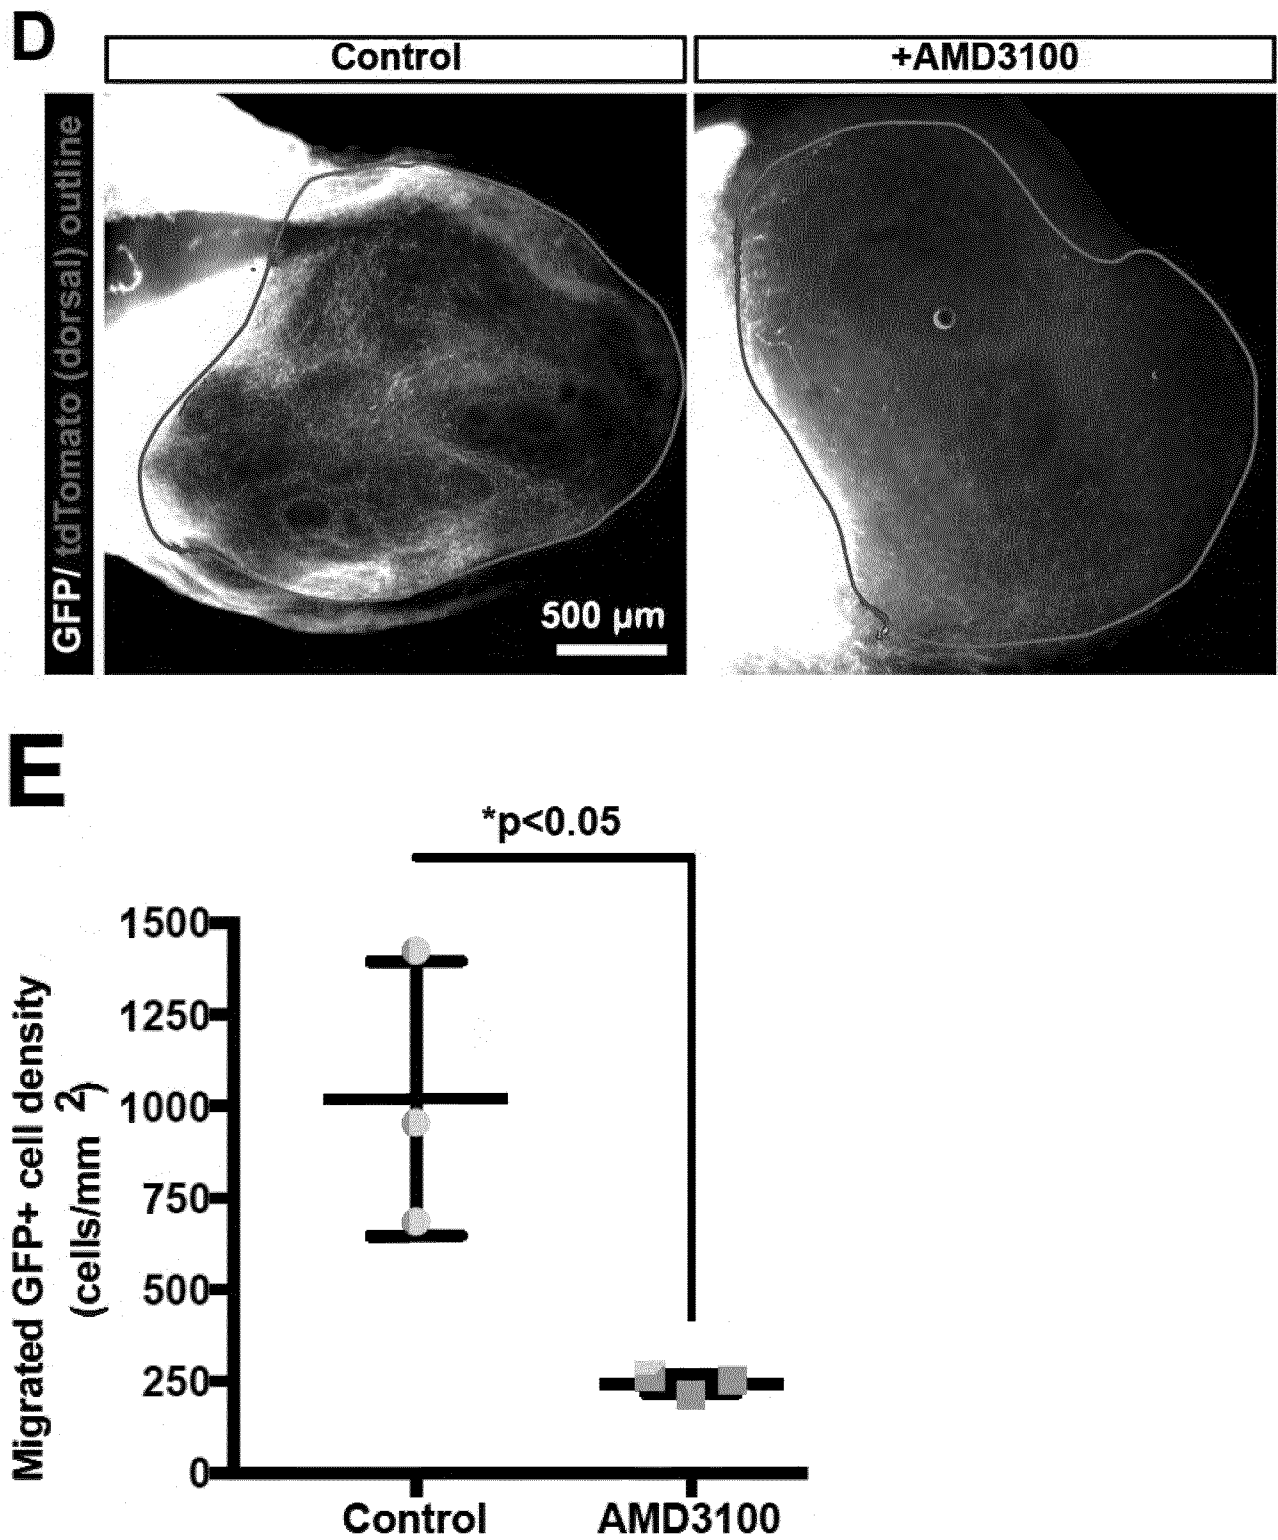 D
Control
+AMD3100
GFP/ tdTomato (dorsal) outline
500 μm
E
*p<0.05
Migrated GFP+ cell density
(cells/mm 2)
1500
1250
1000
750
500
250
0
Control
AMD3100